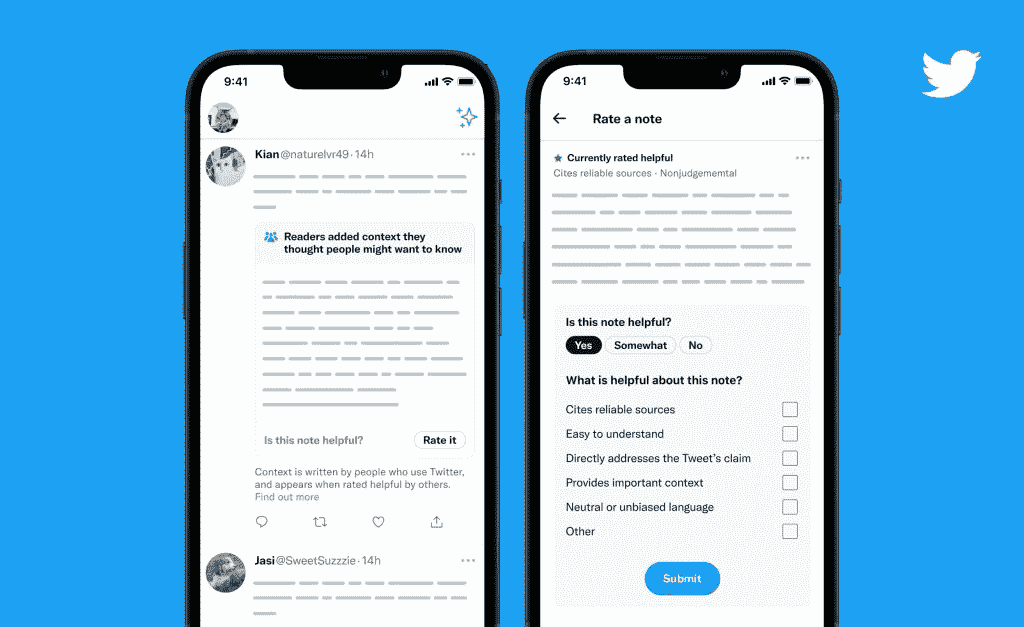 9:41
Kian @naturelvr49 · 14h
Readers added context they
thought people might want to know
Is this note helpful?
Rate it
Context is written by people who use Twitter,
and appears when rated helpful by others.
Find out more
Jasi @SweetSuzzzie · 14h
9:41
Rate a note
Currently rated helpful
Cites reliable sources · Nonjudgememtal
Is this note helpful?
Yes
Somewhat
No
What is helpful about this note?
Cites reliable sources
Easy to understand
Directly addresses the Tweet's claim
Provides important context
Neutral or unbiased language
Other
Submit